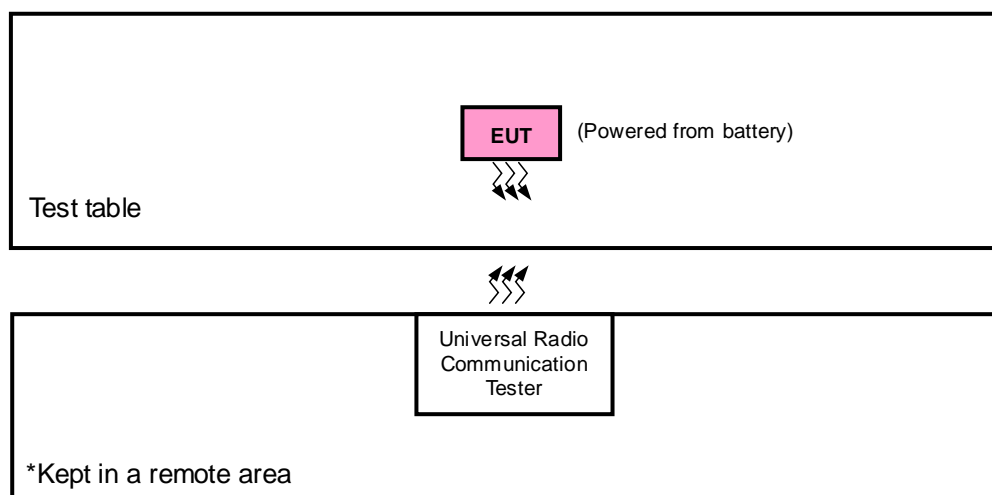 EUT
(Powered from battery)
Test table
Universal Radio
Communication
Tester
*Kept in a remote area